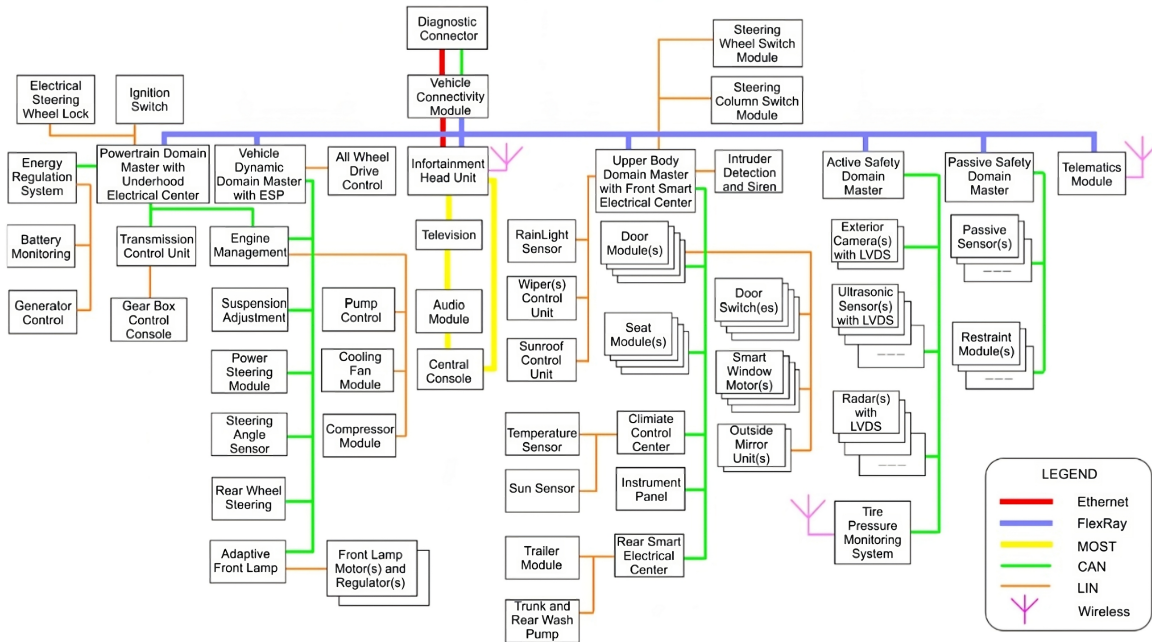 Diagnostic
Connector
Steering
Wheel Switch
Module
Electrical
Steering
Wheel Lock
Ignition
Switch
Vehicle
Connectivity
Module
Steering
Column Switch
Module
Energy
Regulation
System
Powertrain Domain
Master with
Underhood
Electrical Center
Vehicle
Dynamic
Domain Master
with ESP
All Wheel
Drive Control
Infortainment
Head Unit
Upper Body
Domain Master
with Front Smart
Electrical Center
Intruder
Detection
and Siren
Active Safety
Domain
Master
Passive Safety
Domain
Master
Telematics
Module
Battery
Monitoring
Transmission
Control Unit
Engine
Management
Television
RainLight
Sensor
Door
Module(s)
Exterior
Camera(s)
with LVDS
Passive
Sensor(s)
Generator
Control
Gear Box
Control
Console
Suspension
Adjustment
Pump
Control
Audio
Module
Wiper(s)
Control
Unit
Door
Switch(es)
Ultrasonic
Sensor(s)
with LVDS
Power
Steering
Module
Cooling
Fan
Module
Central
Console
Sunroof
Control
Unit
Seat
Module(s)
Smart
Window
Motor(s)
Restraint
Module(s)
Steering
Angle
Sensor
Compressor
Module
Temperature
Sensor
Climiate
Control
Center
Outside
Mirror
Unit(s)
Radar(s)
with
LVDS
Rear Wheel
Steering
Sun Sensor
Instrument
Panel
Tire
Pressure
Monitoring
System
Adaptive
Front Lamp
Front Lamp
Motor(s) and
Regulator(s)
Trailer
Module
Rear Smart
Electrical
Center
Trunk and
Rear Wash
Pump
LEGEND
Ethernet
FlexRay
MOST
CAN
LIN
Wireless